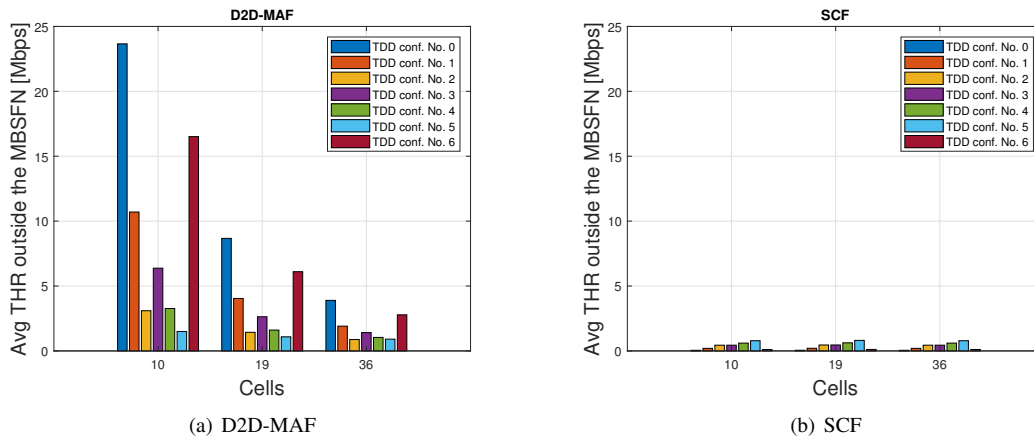 D2D-MAF
Avg THR outside the MBSFN [Mbps]
25
20
15
10
5
0
TDD conf. No. 0
TDD conf. No. 1
TDD conf. No. 2
TDD conf. No. 3
TDD conf. No. 4
TDD conf. No. 5
TDD conf. No. 6
10 19 36
Cells
(a) D2D-MAF
SCF
Avg THR outside the MBSFN [Mbps]
25
20
15
10
5
0
TDD conf. No. 0
TDD conf. No. 1
TDD conf. No. 2
TDD conf. No. 3
TDD conf. No. 4
TDD conf. No. 5
TDD conf. No. 6
10 19 36
Cells
(b) SCF